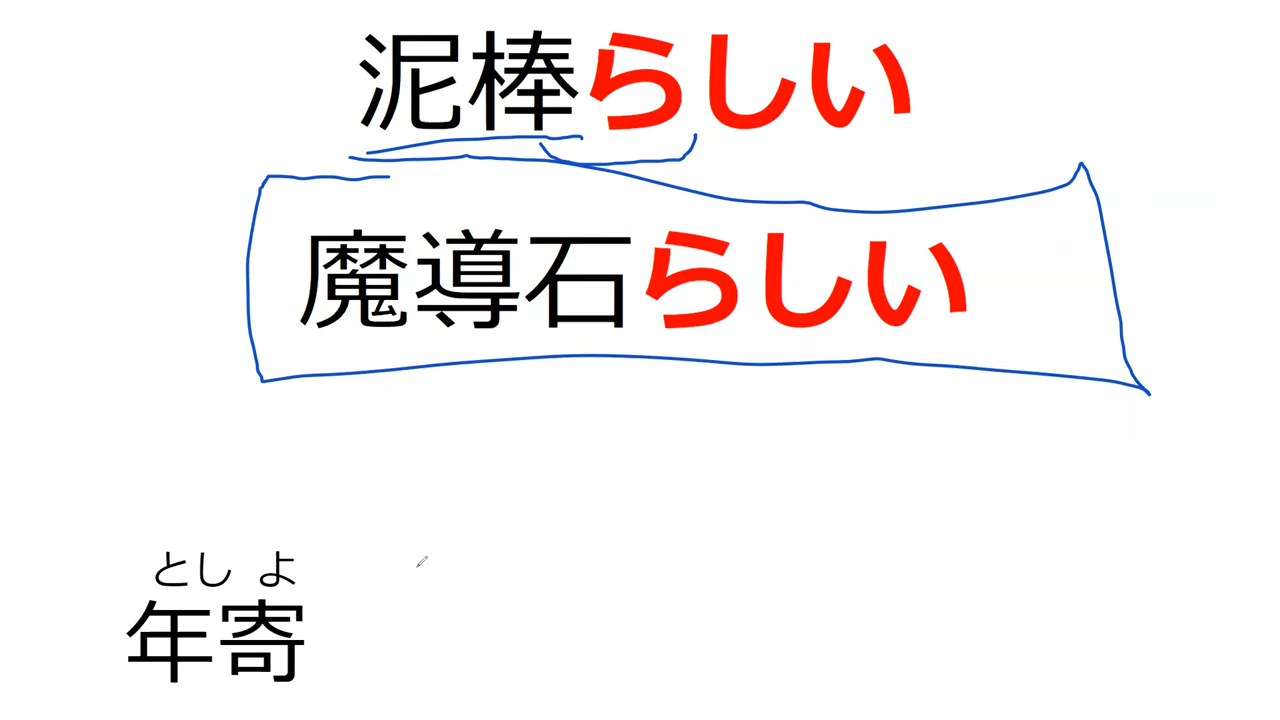 泥棒らしい
魔導石らしい
とし よ
年寄